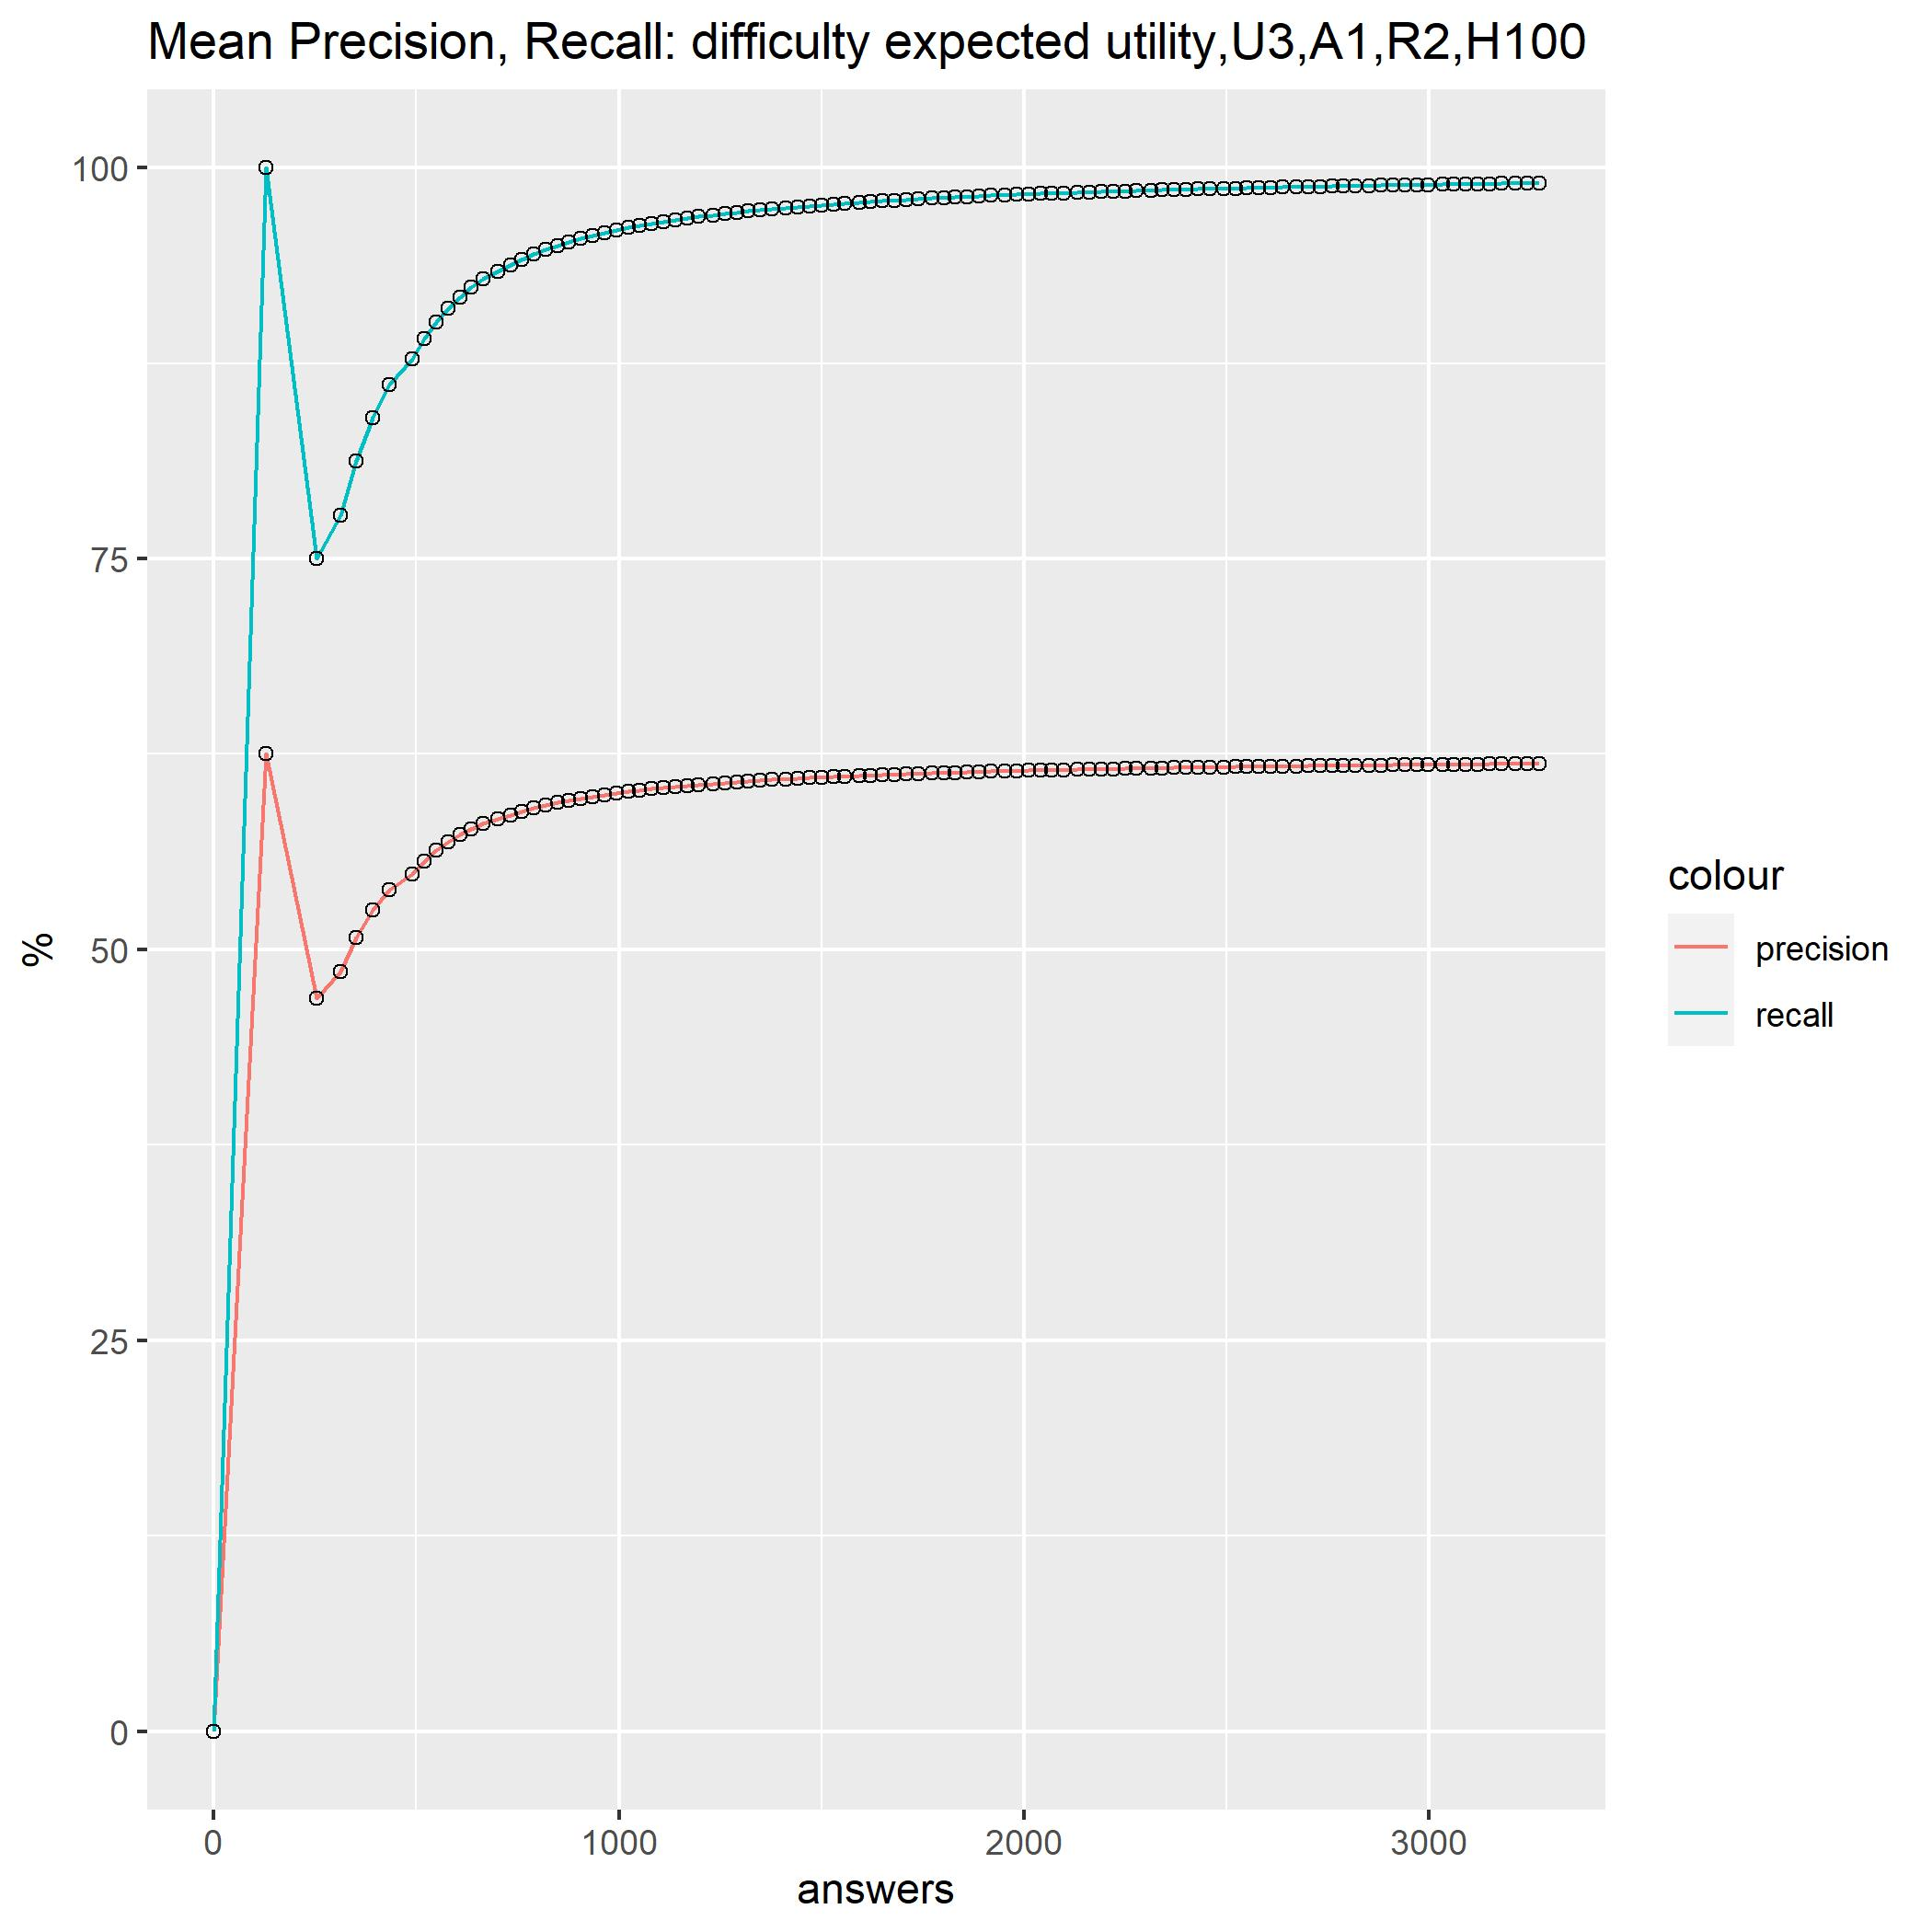 Mean Precision, Recall: difficulty expected utility,U3,A1,R2,H100
100
75
50
25
0
%
0 1000 2000 3000
answers
colour
precision
recall